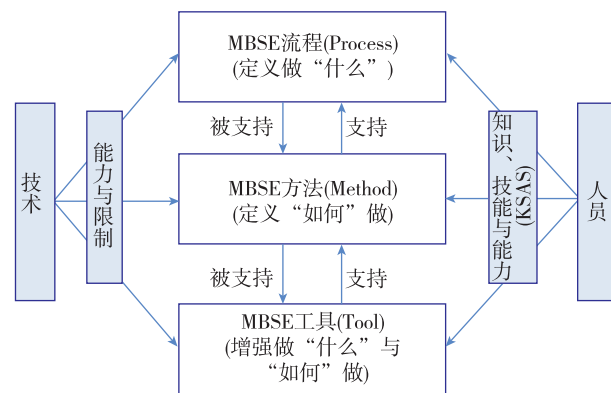 MBSE流程(Process)
(定义做“什么”)
被支持
支持
技术
能力与限制
MBSE方法(Method)
(定义“如何”做)
知识、技能与能力
(KSAS)
人员
被支持
支持
MBSE工具(Tool)
(增强做“什么”与
“如何”做)